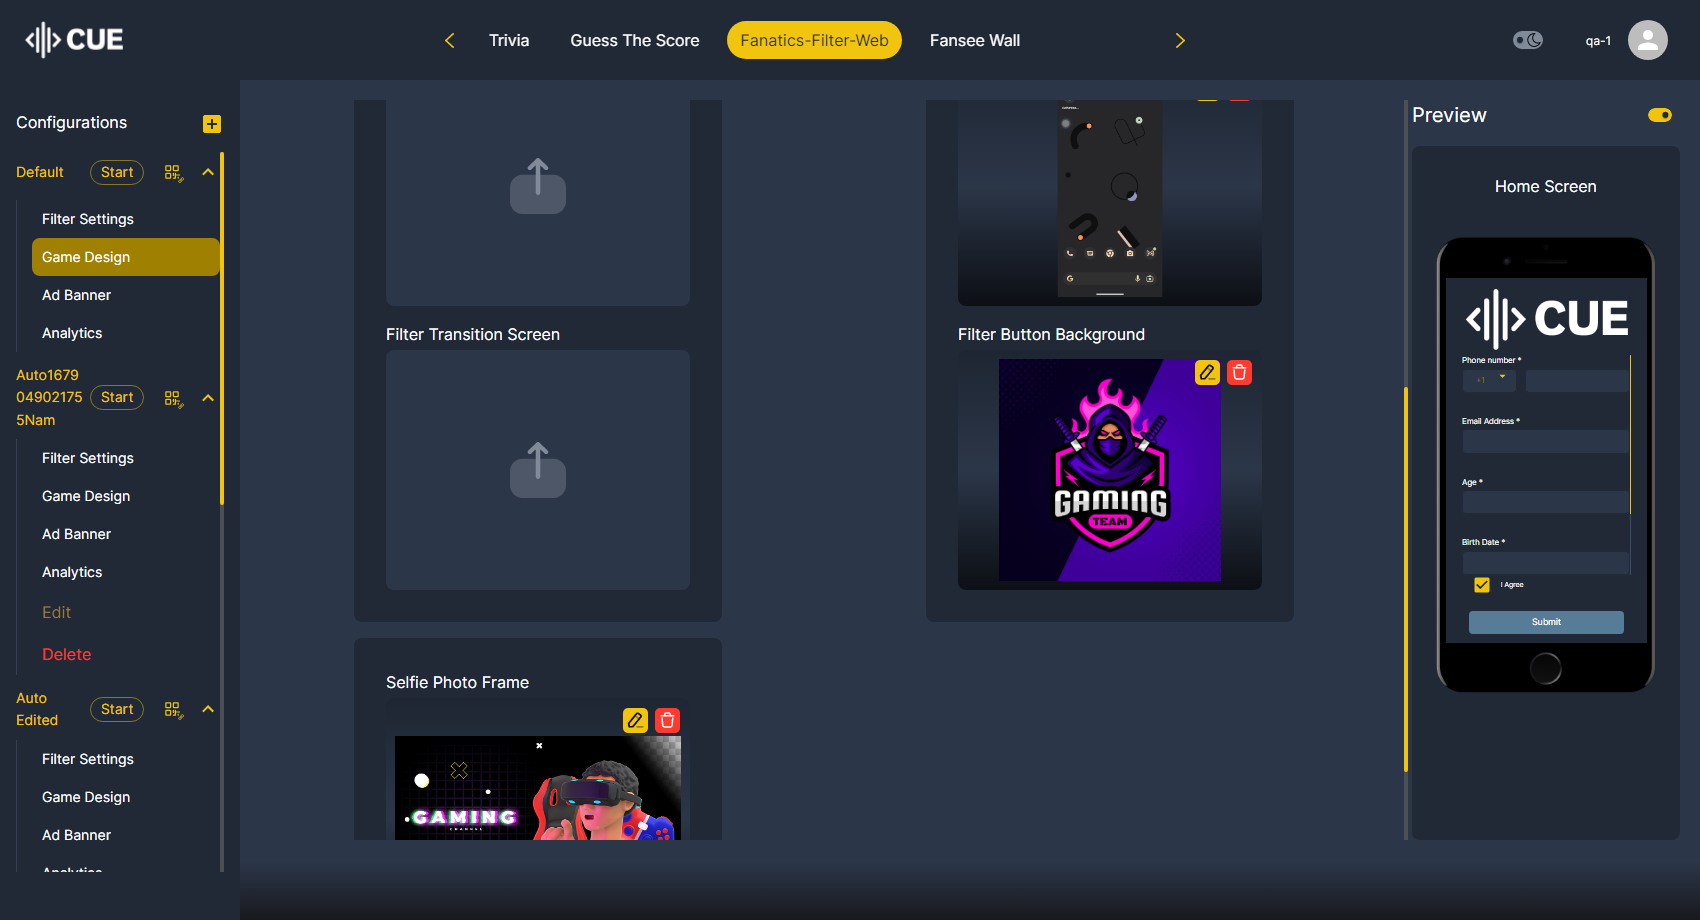 CUE
Trivia
Guess The Score
Fanatics-Filter-Web
Fansee Wall
qa-1
Configurations
Default
Start
Filter Settings
Game Design
Ad Banner
Analytics
Auto1679
04902175
5Nam
Start
Filter Settings
Game Design
Ad Banner
Analytics
Edit
Delete
Auto
Edited
Start
Filter Settings
Game Design
Ad Banner
Analytics
Filter Transition Screen
Selfie Photo Frame
GAMING
CHANNEL
G
Filter Button Background
GAMING
TEAM
Preview
Home Screen
CUE
Phone number *
+1
Email Address *
Age *
Birth Date *
I Agree
Submit